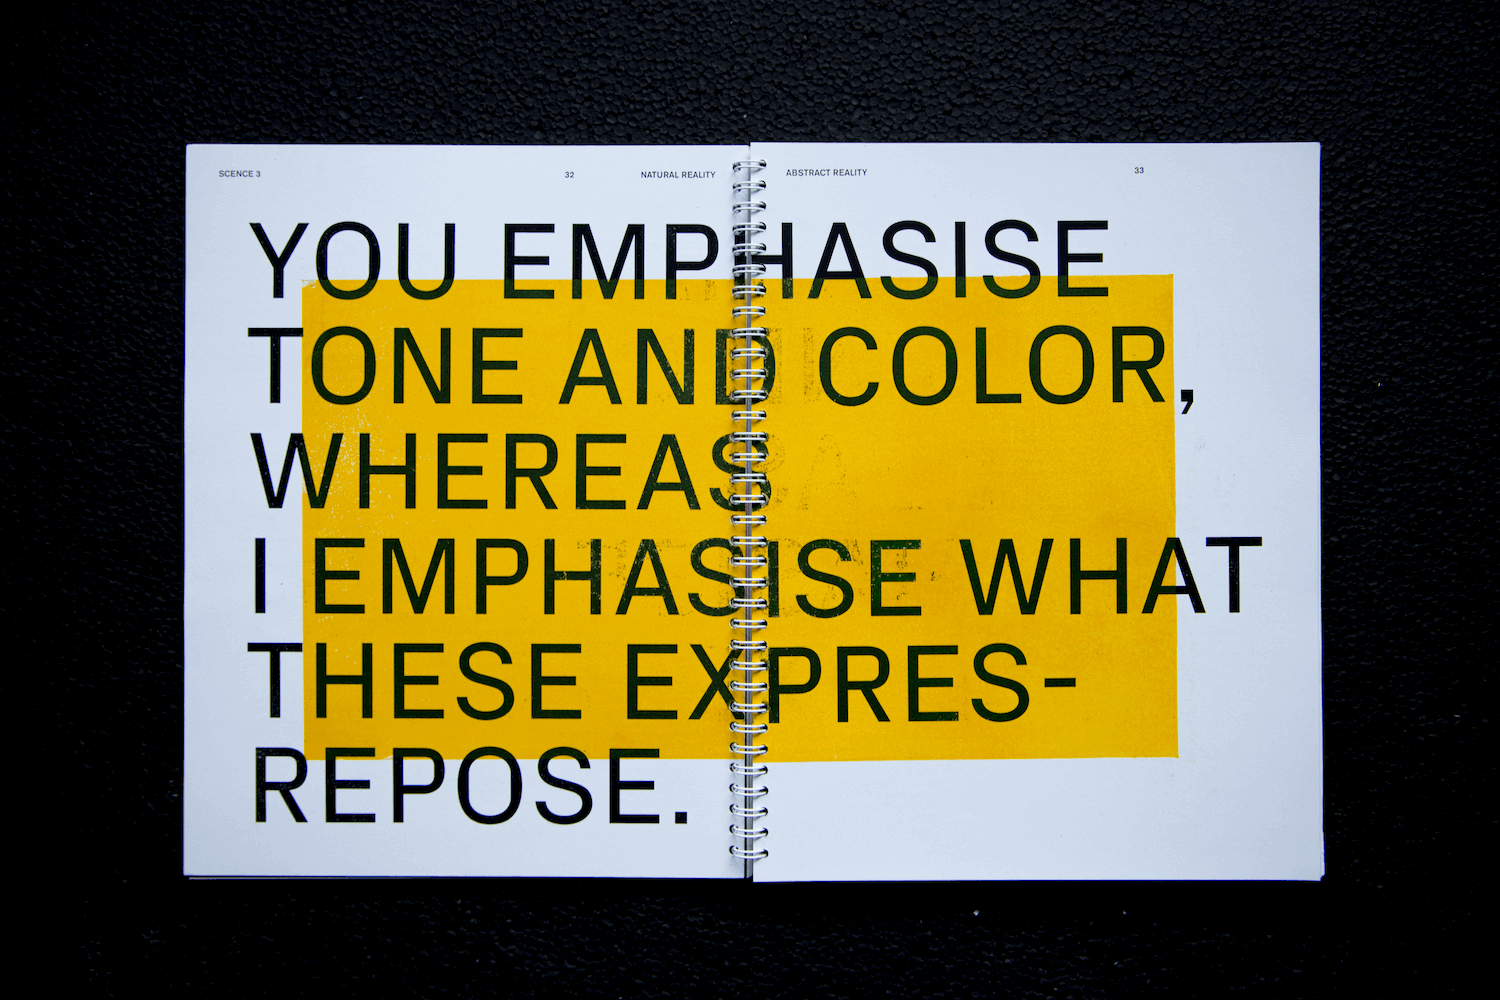 SCENCE 3 32 NATURAL REALITY ABSTRACT REALITY 33
YOU EMPHASISE
TONE AND COLOR,
WHEREAS
I EMPHASISE WHAT
THESE EXPRES-
REPOSE.